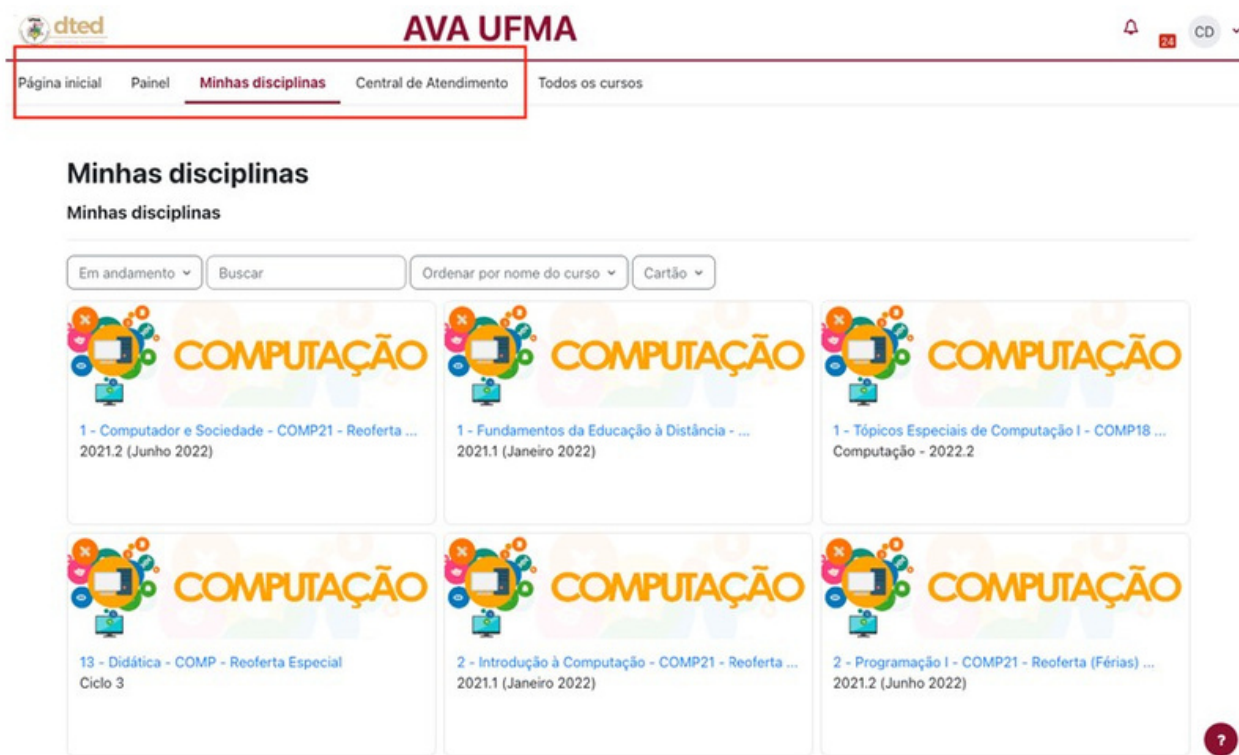 dted
AVA UFMA
24
CD
Página inicial
Painel
Minhas disciplinas
Central de Atendimento
Todos os cursos
Minhas disciplinas
Minhas disciplinas
Em andamento
Buscar
Ordenar por nome do curso
Cartão
COMPUTAÇÃO
COMPUTAÇÃO
COMPUTAÇÃO
1 - Computador e Sociedade - COMP21 - Reoferta ...
2021.2 (Junho 2022)
1 - Fundamentos da Educação à Distância - ...
2021.1 (Janeiro 2022)
1 - Tópicos Especiais de Computação I - COMP18 ...
Computação - 2022.2
COMPUTAÇÃO
COMPUTAÇÃO
COMPUTAÇÃO
13 - Didática - COMP - Reoferta Especial
Ciclo 3
2 - Introdução à Computação - COMP21 - Reoferta ...
2021.1 (Janeiro 2022)
2 - Programação I - COMP21 - Reoferta (Férias) ...
2021.2 (Junho 2022)
?